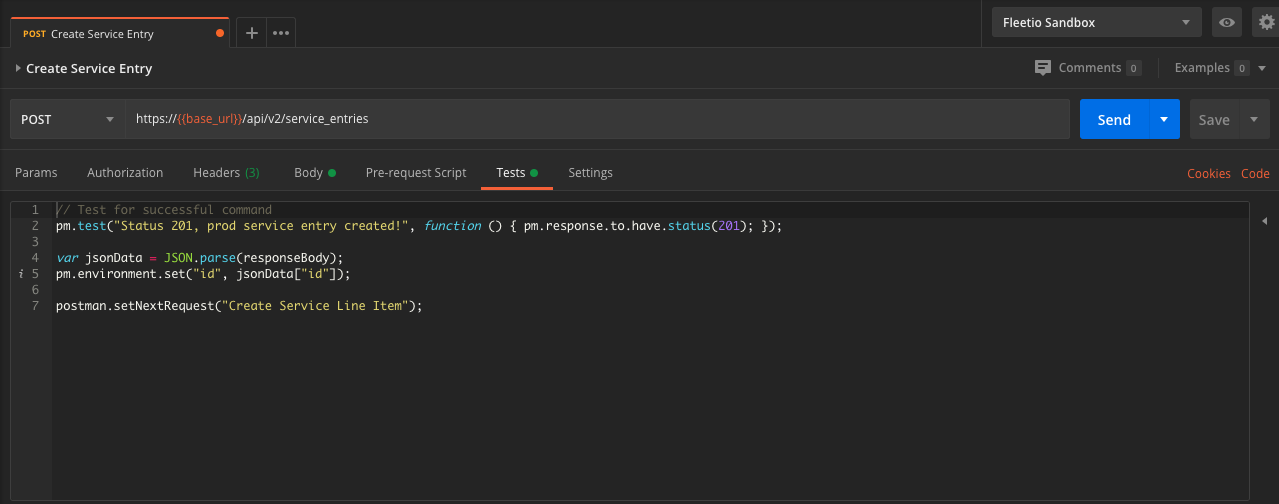 POST Create Service Entry
Fleetio Sandbox
Create Service Entry
Comments 0
Examples 0
POST
https://{{base_url}}/api/v2/service_entries
Send
Save
Params
Authorization
Headers (3)
Body
Pre-request Script
Tests
Settings
Cookies
Code
1 // Test for successful command
2 pm.test("Status 201, prod service entry created!", function () { pm.response.to.have.status(201); });
3
4 var jsonData = JSON.parse(responseBody);
i 5 pm.environment.set("id", jsonData["id"]);
6
7 postman.setNextRequest("Create Service Line Item");